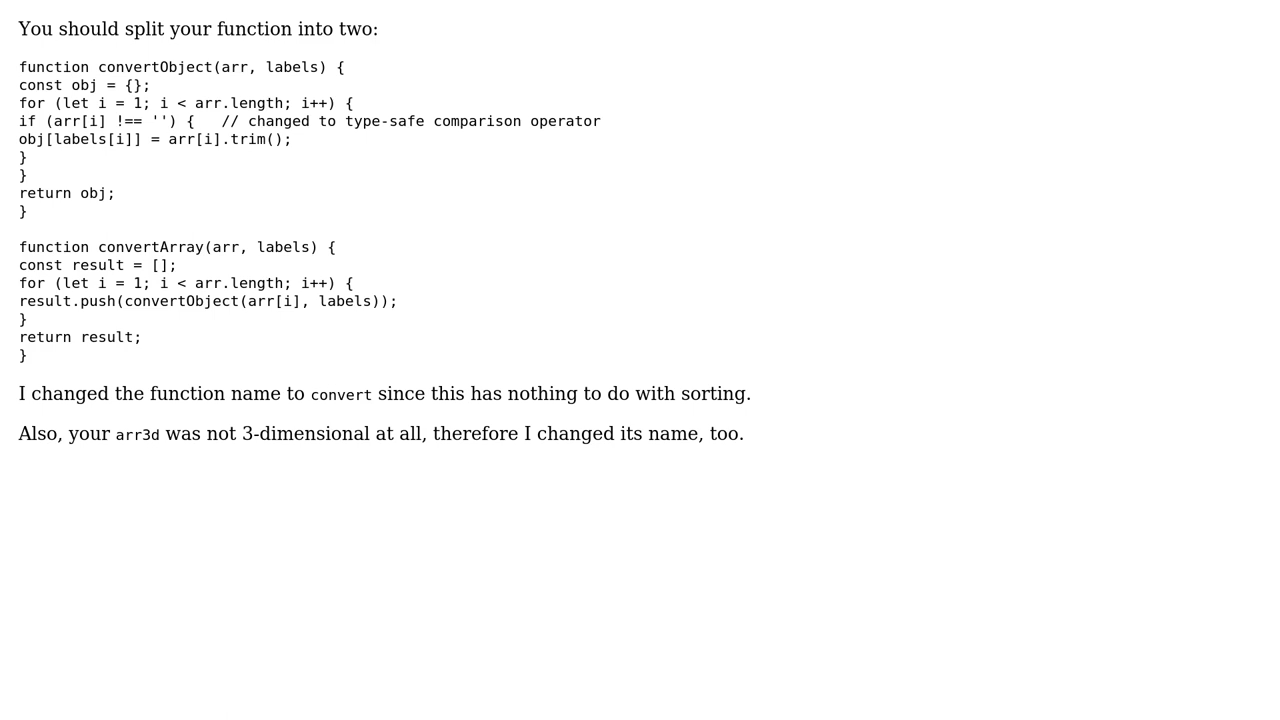 You should split your function into two:
function convertObject(arr, labels) {
const obj = {};
for (let i = 1; i < arr.length; i++) {
if (arr[i] !== '') {   // changed to type-safe comparison operator
obj[labels[i]] = arr[i].trim();
}
}
return obj;
}
function convertArray(arr, labels) {
const result = [];
for (let i = 1; i < arr.length; i++) {
result.push(convertObject(arr[i], labels));
}
return result;
}
I changed the function name to convert since this has nothing to do with sorting.
Also, your arr3d was not 3-dimensional at all, therefore I changed its name, too.